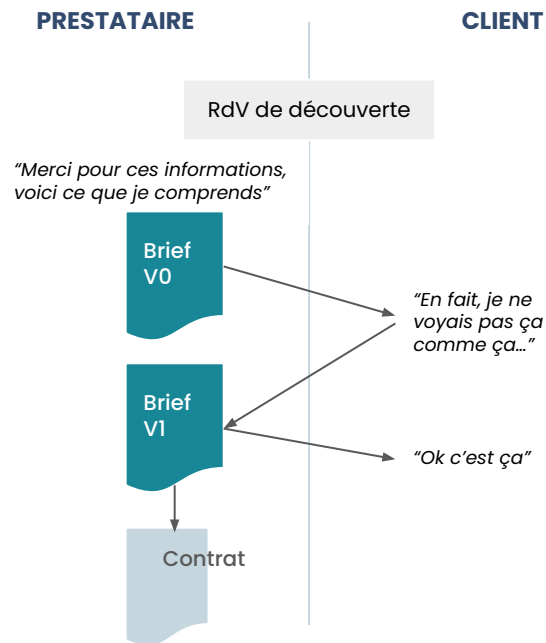 PRESTATAIRE
CLIENT
RdV de découverte
“Merci pour ces informations,
voici ce que je comprends”
Brief
V0
“En fait, je ne
voyais pas ça
comme ça…”
Brief
V1
“Ok c’est ça”
Contrat